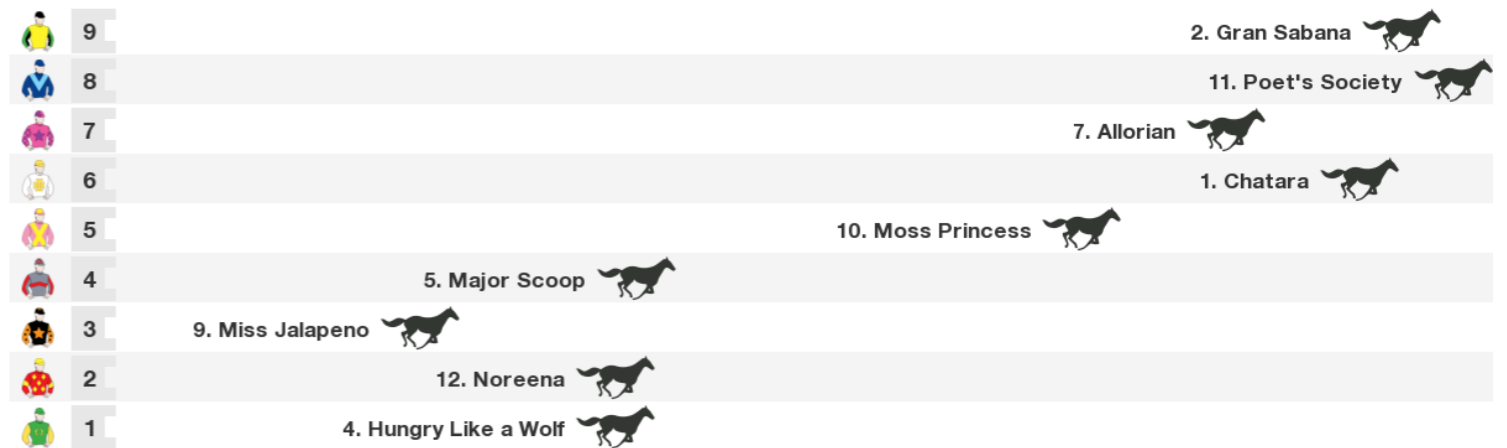 9 2. Gran Sabana
8 11. Poet's Society
7 7. Allorian
6 1. Chatara
5 10. Moss Princess
4 5. Major Scoop
3 9. Miss Jalapeno
2 12. Noreena
1 4. Hungry Like a Wolf